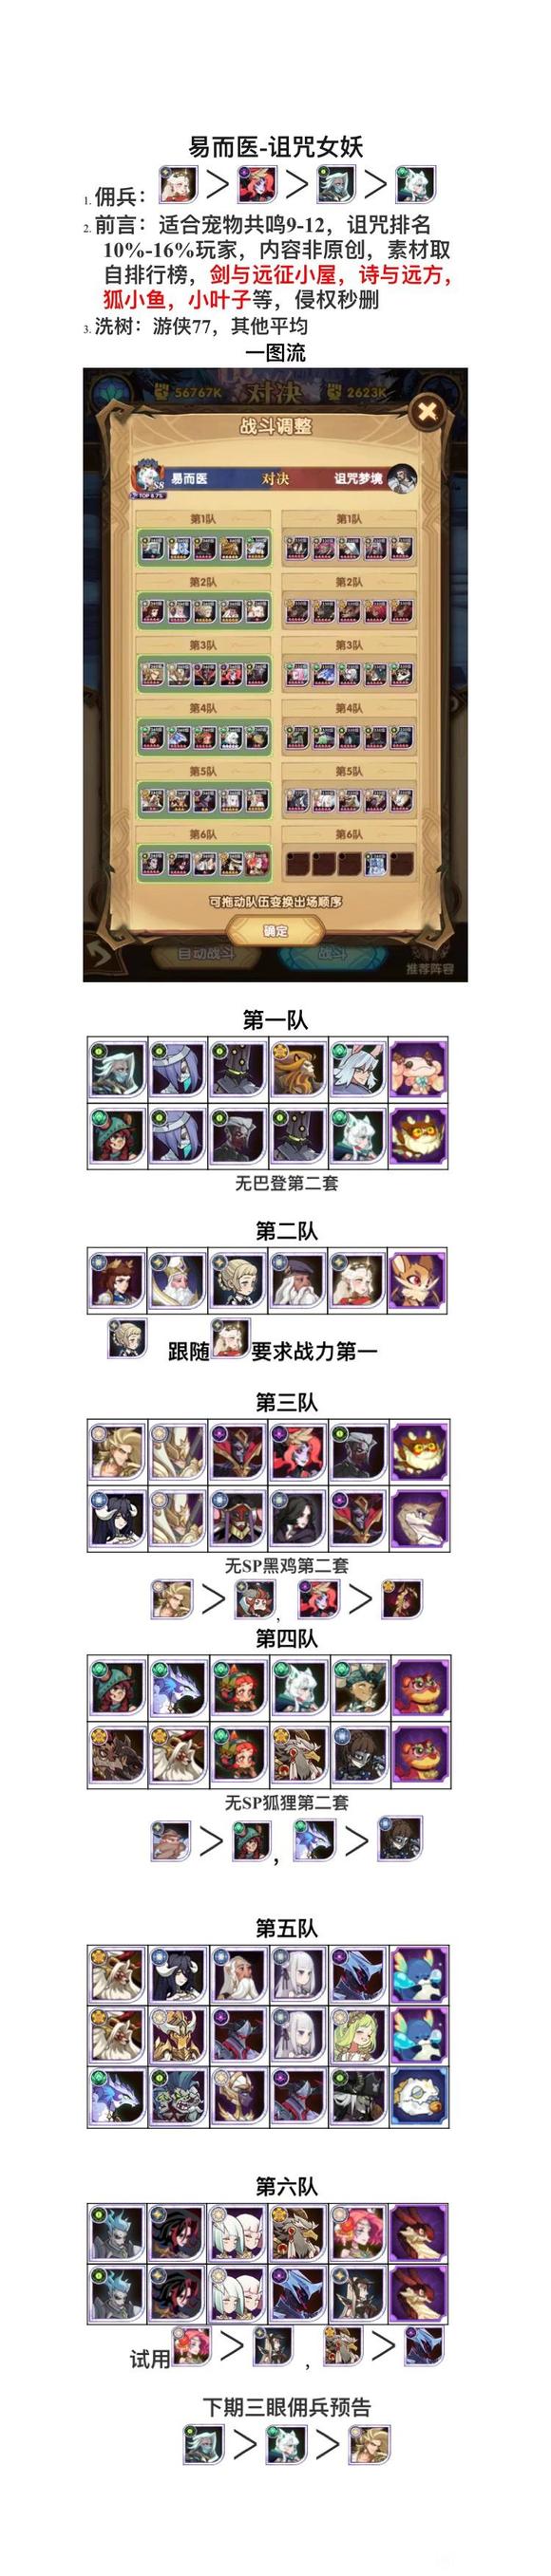 易而医-诅咒女妖
1. 佣兵：
2. 前言：适合宠物共鸣9-12，诅咒排名
10%-16%玩家，内容非原创，素材取
自排行榜，剑与远征小屋，诗与远方，
狐小鱼，小叶子等，侵权秒删
3. 洗树：游侠77，其他平均
一图流
56767K 对决 2623K
战斗调整
易而医 对决 诅咒梦境
第1队 第1队
第2队 第2队
第3队 第3队
第4队 第4队
第5队 第5队
第6队 第6队
可拖动队伍变换出场顺序
确定
自动战斗
推荐阵容
第一队
无巴登第二套
第二队
跟随 要求战力第一
第三队
无SP黑鸡第二套
> , >
第四队
无SP狐狸第二套
> , >
第五队
第六队
试用 > , >
下期三眼佣兵预告
> >